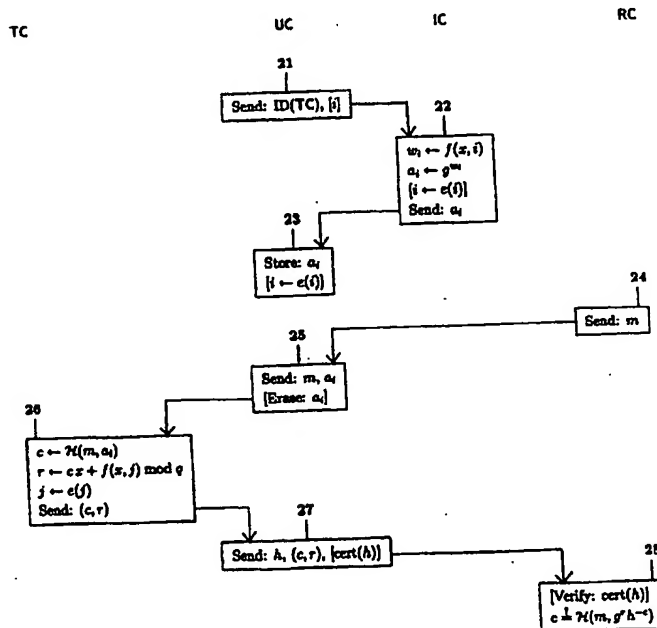 TC UC IC RC
21
Send: ID(TC), [i]
22
w_i ← f(x, i)
a_i ← g^{w_i}
[i ← e(i)]
Send: a_i
23
Store: a_i
[i ← e(i)]
24
Send: m
25
Send: m, a_i
[Erase: a_i]
26
c ← H(m, a_i)
r ← cx + f(x, j) mod q
j ← e(j)
Send: (c, r)
27
Send: h, (c, r), [cert(h)]
[Verify: cert(h)]
c ≟ H(m, g^r h^{-c})